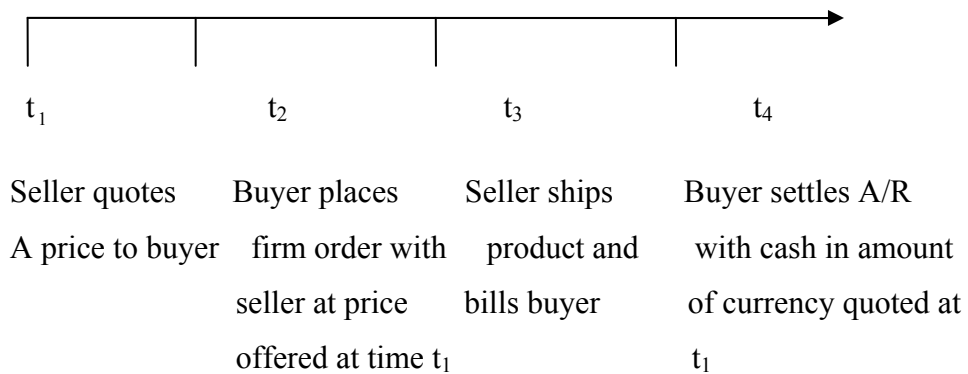 t₁ t₂ t₃ t₄
Seller quotes Buyer places Seller ships Buyer settles A/R
A price to buyer firm order with product and with cash in amount
seller at price bills buyer of currency quoted at
offered at time t₁ t₁